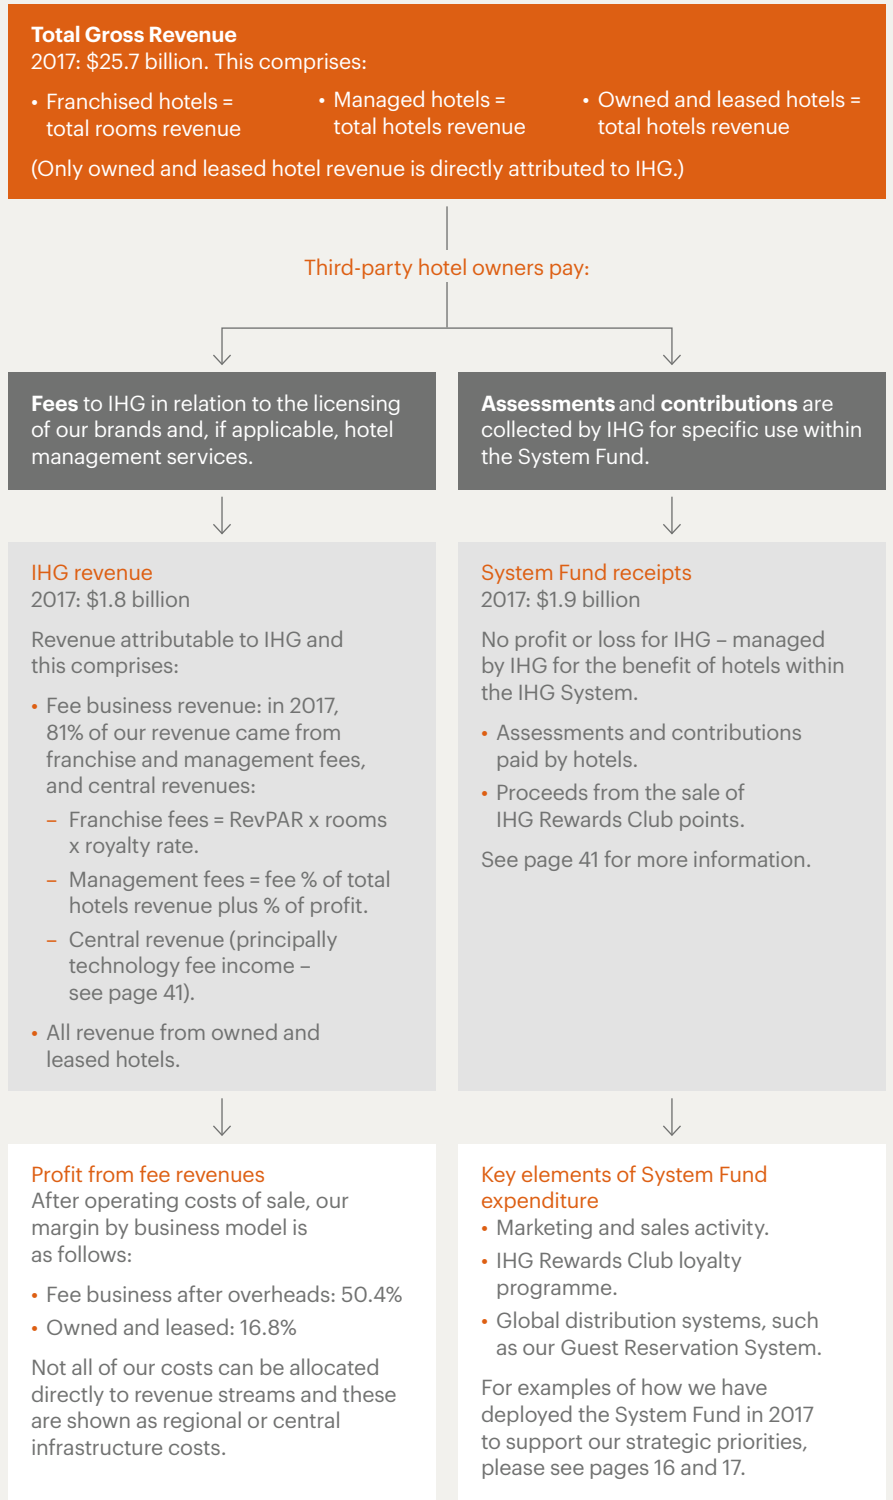 Total Gross Revenue
2017: $25.7 billion. This comprises:
• Franchised hotels =
total rooms revenue
• Managed hotels =
total hotels revenue
• Owned and leased hotels =
total hotels revenue
(Only owned and leased hotel revenue is directly attributed to IHG.)
Third-party hotel owners pay:
Fees to IHG in relation to the licensing
of our brands and, if applicable, hotel
management services.
Assessments and contributions are
collected by IHG for specific use within
the System Fund.
IHG revenue
2017: $1.8 billion
Revenue attributable to IHG and
this comprises:
• Fee business revenue: in 2017,
81% of our revenue came from
franchise and management fees,
and central revenues:
– Franchise fees = RevPAR x rooms
x royalty rate.
– Management fees = fee % of total
hotels revenue plus % of profit.
– Central revenue (principally
technology fee income –
see page 41).
• All revenue from owned and
leased hotels.
System Fund receipts
2017: $1.9 billion
No profit or loss for IHG – managed
by IHG for the benefit of hotels within
the IHG System.
• Assessments and contributions
paid by hotels.
• Proceeds from the sale of
IHG Rewards Club points.
See page 41 for more information.
Profit from fee revenues
After operating costs of sale, our
margin by business model is
as follows:
• Fee business after overheads: 50.4%
• Owned and leased: 16.8%
Not all of our costs can be allocated
directly to revenue streams and these
are shown as regional or central
infrastructure costs.
Key elements of System Fund
expenditure
• Marketing and sales activity.
• IHG Rewards Club loyalty
programme.
• Global distribution systems, such
as our Guest Reservation System.
For examples of how we have
deployed the System Fund in 2017
to support our strategic priorities,
please see pages 16 and 17.